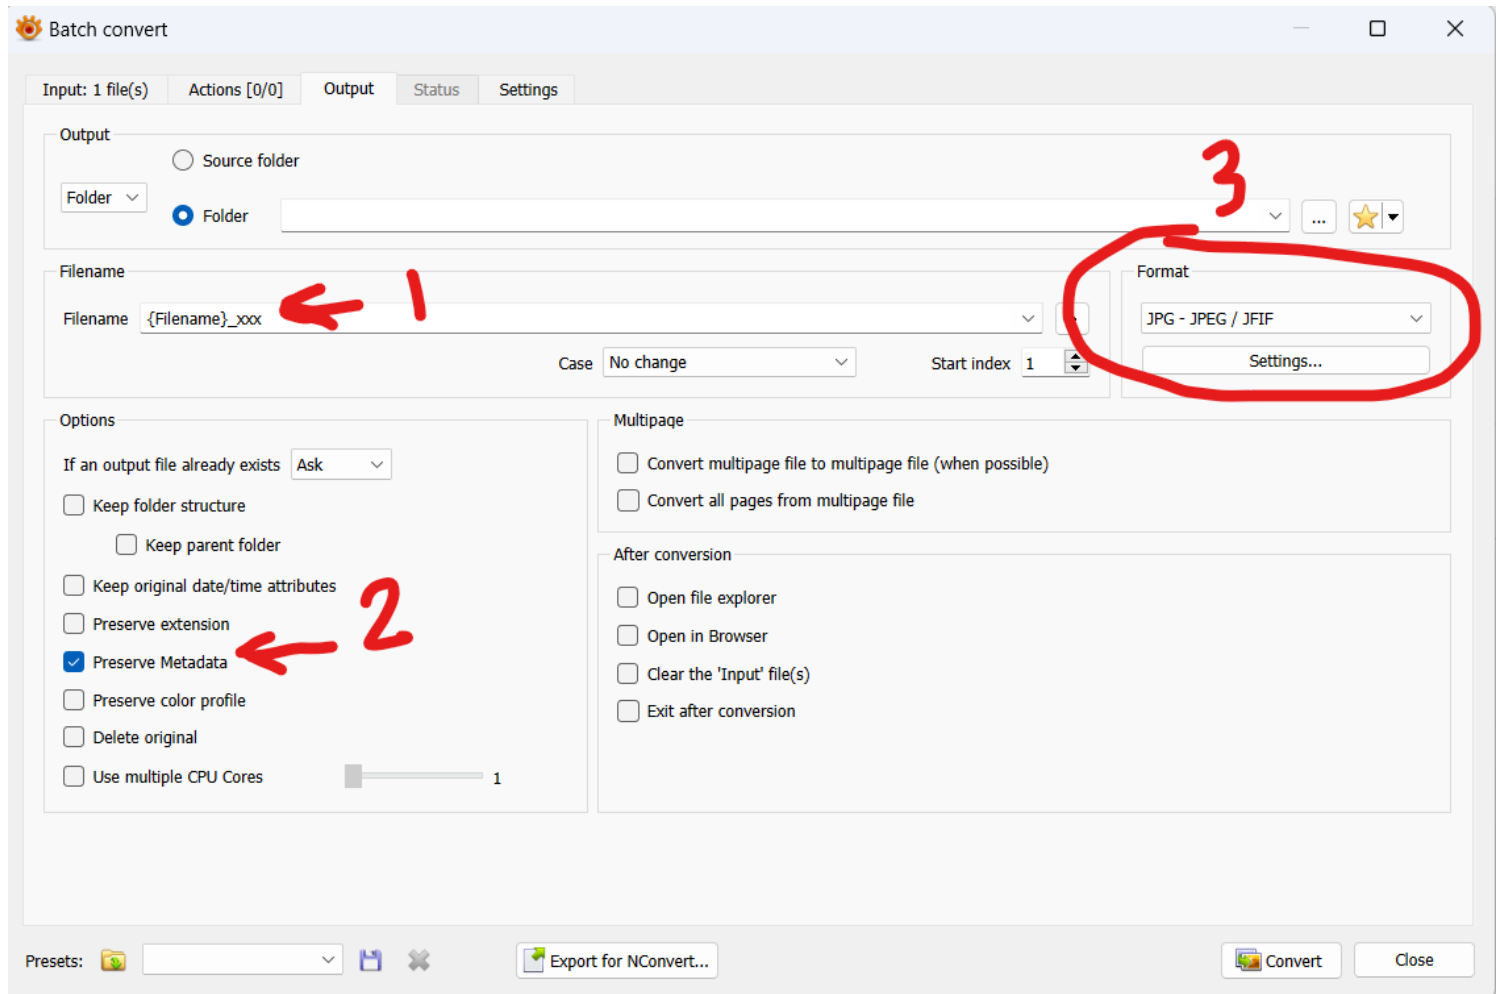 Batch convert
Input: 1 file(s) Actions [0/0] Output Status Settings
Output
Source folder
3
Folder
Folder ...
Filename
1
Format
Filename {Filename}_xxx
JPG - JPEG / JFIF
Case No change Start index 1
Settings...
Options
If an output file already exists Ask
Keep folder structure
Keep parent folder
Keep original date/time attributes
2
Preserve extension
Preserve Metadata
Preserve color profile
Delete original
Use multiple CPU Cores 1
Multipage
Convert multipage file to multipage file (when possible)
Convert all pages from multipage file
After conversion
Open file explorer
Open in Browser
Clear the 'Input' file(s)
Exit after conversion
Presets: Export for NConvert... Convert Close